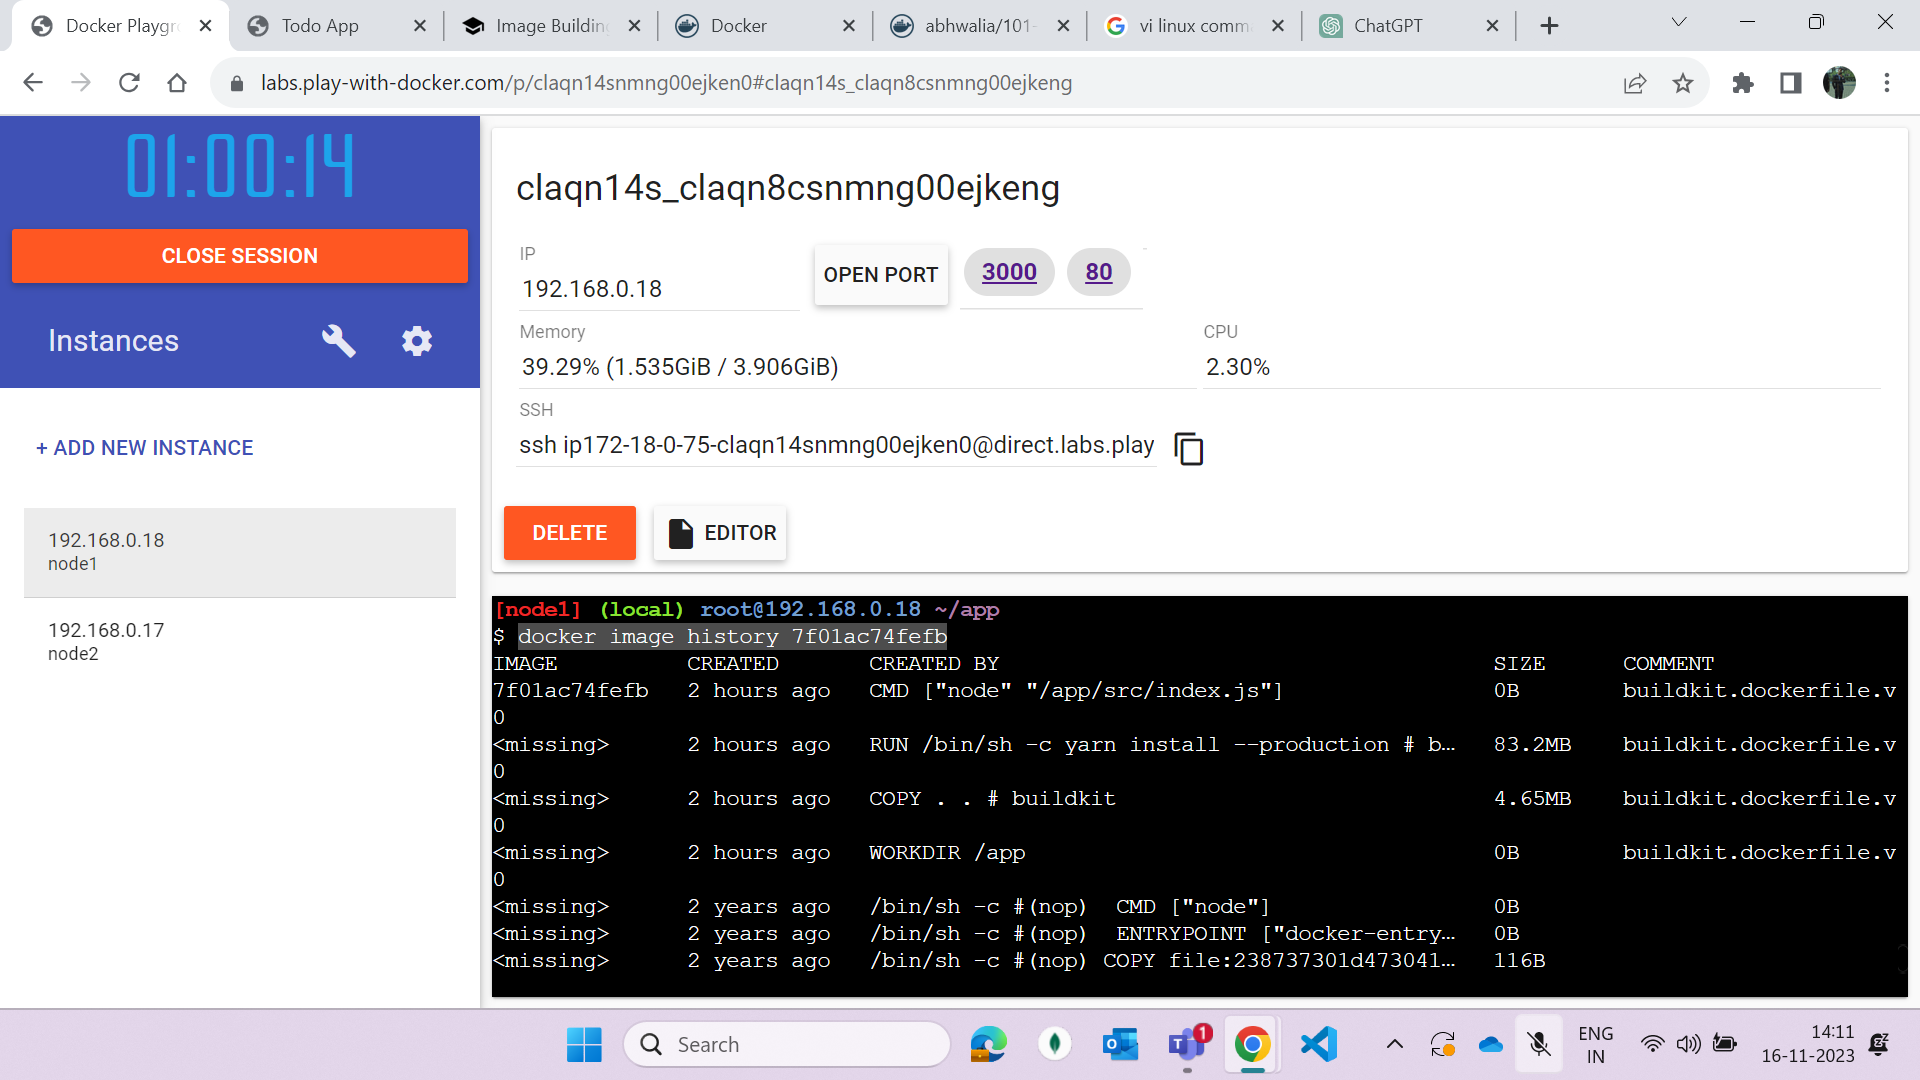 Docker Playgr
Todo App
Image Building
Docker
abhwalia/101-
vi linux comma
ChatGPT
labs.play-with-docker.com/p/claqn14snmng00ejken0#claqn14s_claqn8csnmng00ejkeng
01:00:14
CLOSE SESSION
Instances
+ ADD NEW INSTANCE
192.168.0.18
node1
192.168.0.17
node2
claqn14s_claqn8csnmng00ejkeng
IP
192.168.0.18
OPEN PORT
3000
80
Memory
39.29% (1.535GiB / 3.906GiB)
CPU
2.30%
SSH
ssh ip172-18-0-75-claqn14snmng00ejken0@direct.labs.play
DELETE
EDITOR
[node1] (local) root@192.168.0.18 ~/app
$ docker image history 7f01ac74fefb
IMAGE CREATED CREATED BY SIZE COMMENT
7f01ac74fefb 2 hours ago CMD ["node" "/app/src/index.js"] 0B buildkit.dockerfile.v
0
<missing> 2 hours ago RUN /bin/sh -c yarn install --production # b… 83.2MB buildkit.dockerfile.v
0
<missing> 2 hours ago COPY . . # buildkit 4.65MB buildkit.dockerfile.v
0
<missing> 2 hours ago WORKDIR /app 0B buildkit.dockerfile.v
0
<missing> 2 years ago /bin/sh -c #(nop) CMD ["node"] 0B
<missing> 2 years ago /bin/sh -c #(nop) ENTRYPOINT ["docker-entry… 0B
<missing> 2 years ago /bin/sh -c #(nop) COPY file:238737301d473041… 116B
Search
1
ENG
IN
14:11
16-11-2023